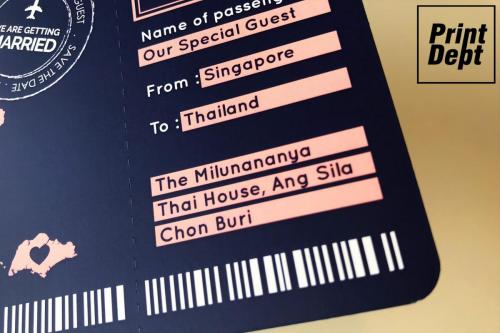 GUEST · SAVE THE DATE ·
WE ARE GETTING
MARRIED
Name of passenger
Our Special Guest
From : Singapore
To : Thailand
The Milunananya
Thai House, Ang Sila
Chon Buri
Print
Dept